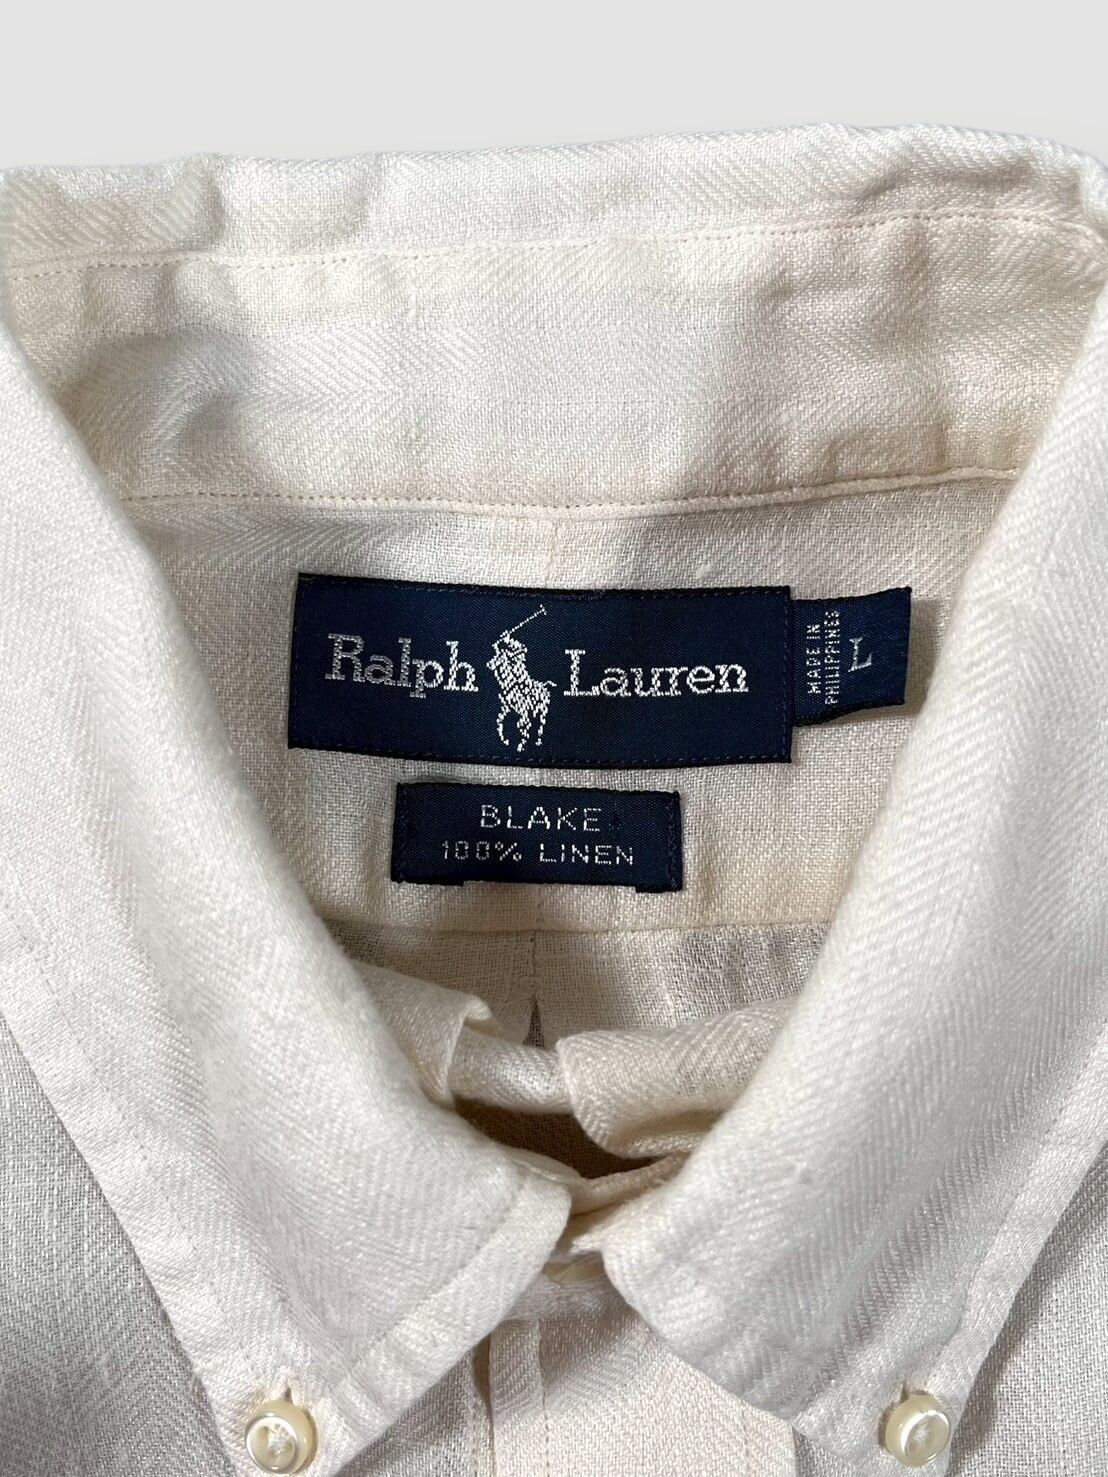 Ralph Lauren
MADE IN
PHILIPPINES
L
BLAKE
100% LINEN